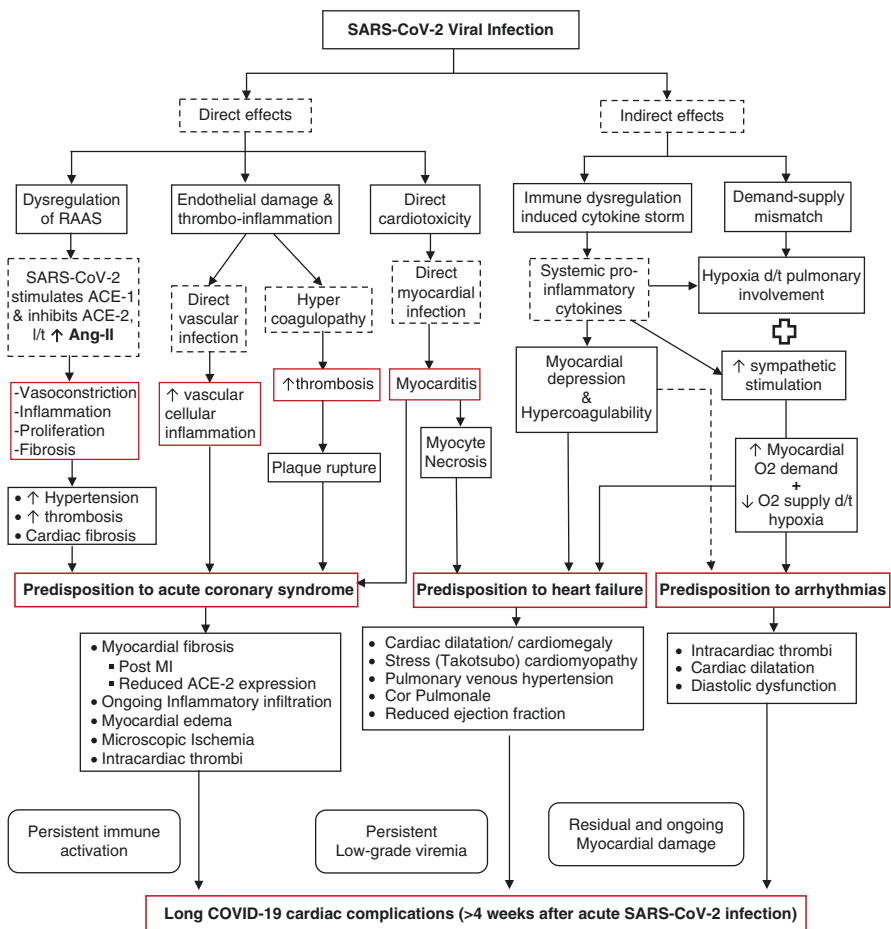 SARS-CoV-2 Viral Infection
Direct effects
Indirect effects
Dysregulation
of RAAS
Endothelial damage &
thrombo-inflammation
Direct
cardiotoxicity
Immune dysregulation
induced cytokine storm
Demand-supply
mismatch
SARS-CoV-2
stimulates ACE-1
& inhibits ACE-2,
l/t ↑ Ang-II
Direct
vascular
infection
Hyper
coagulopathy
Direct
myocardial
infection
Systemic pro-
inflammatory
cytokines
Hypoxia d/t pulmonary
involvement
-Vasoconstriction
-Inflammation
-Proliferation
-Fibrosis
↑ vascular
cellular
inflammation
↑thrombosis
Myocarditis
Myocardial
depression
&
Hypercoagulability
↑ sympathetic
stimulation
Plaque rupture
Myocyte
Necrosis
↑ Myocardial
O2 demand
+
↓ O2 supply d/t
hypoxia
● ↑ Hypertension
● ↑ thrombosis
● Cardiac fibrosis
Predisposition to acute coronary syndrome
Predisposition to heart failure
Predisposition to arrhythmias
● Myocardial fibrosis
■ Post MI
■ Reduced ACE-2 expression
● Ongoing Inflammatory infiltration
● Myocardial edema
● Microscopic Ischemia
● Intracardiac thrombi
● Cardiac dilatation/ cardiomegaly
● Stress (Takotsubo) cardiomyopathy
● Pulmonary venous hypertension
● Cor Pulmonale
● Reduced ejection fraction
● Intracardiac thrombi
● Cardiac dilatation
● Diastolic dysfunction
Persistent immune
activation
Persistent
Low-grade viremia
Residual and ongoing
Myocardial damage
Long COVID-19 cardiac complications (>4 weeks after acute SARS-CoV-2 infection)